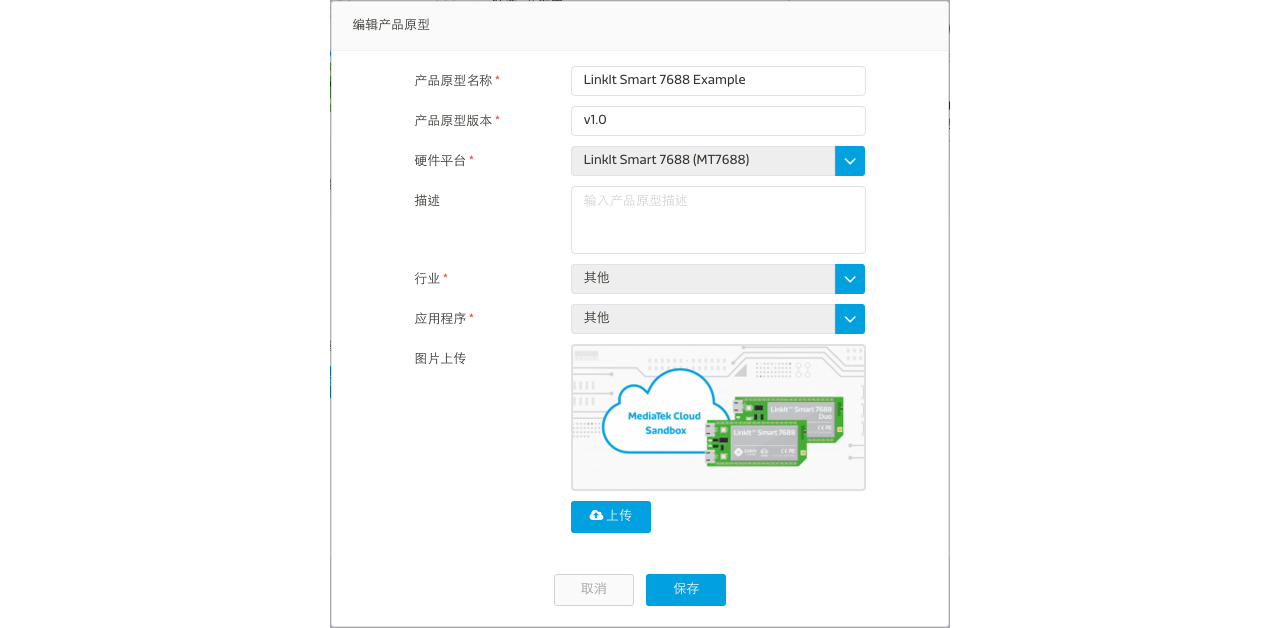 编辑产品原型
产品原型名称 * LinkIt Smart 7688 Example
产品原型版本 * v1.0
硬件平台 * LinkIt Smart 7688 (MT7688)
描述 输入产品原型描述
行业 * 其他
应用程序 * 其他
图片上传
MediaTek Cloud
Sandbox
LinkIt™ Smart 7688
Duo
LinkIt™ Smart 7688
上传
取消 保存